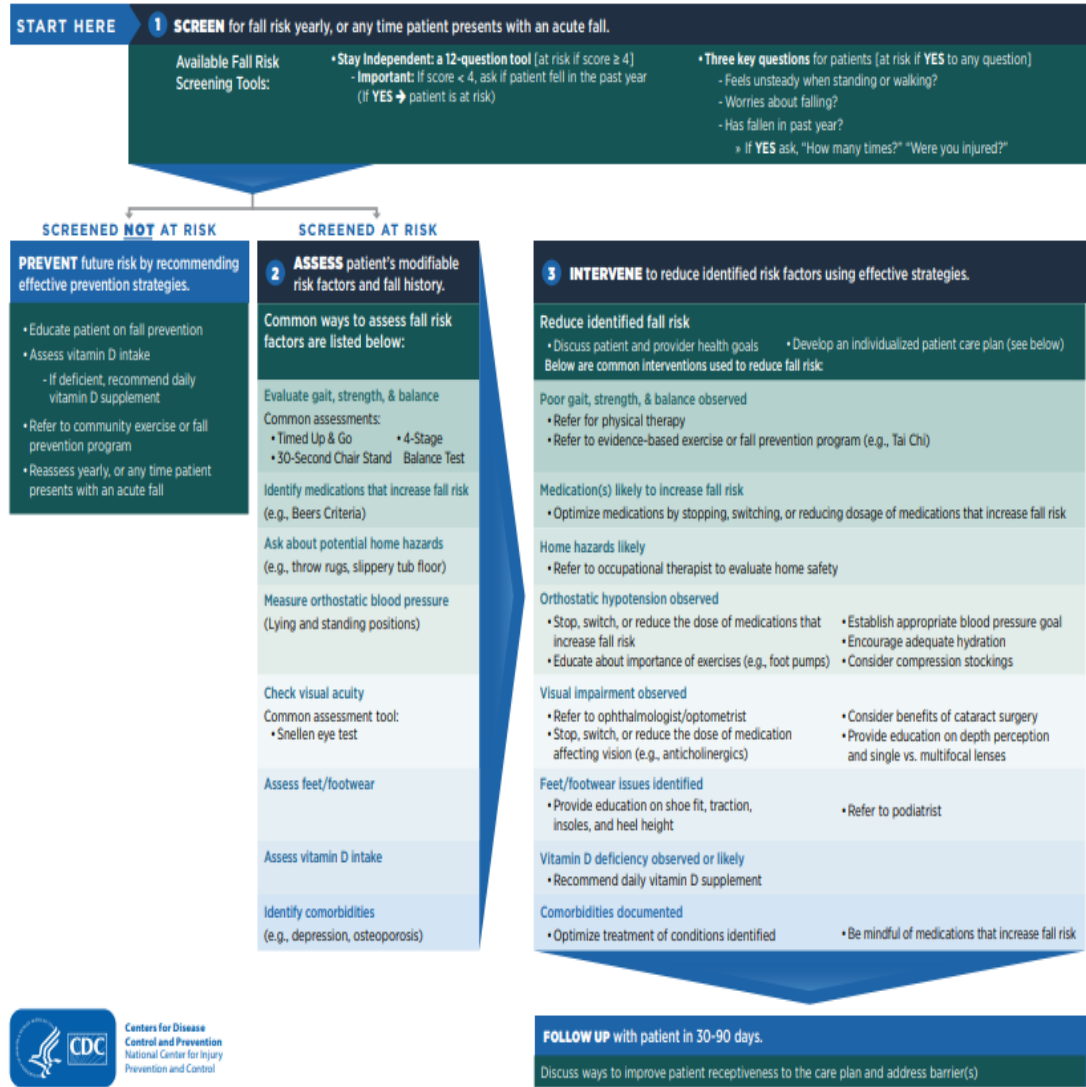 START HERE
1 SCREEN for fall risk yearly, or any time patient presents with an acute fall.
Available Fall Risk
Screening Tools:
• Stay Independent: a 12-question tool [at risk if score ≥ 4]
- Important: If score < 4, ask if patient fell in the past year
(If YES → patient is at risk)
• Three key questions for patients [at risk if YES to any question]
- Feels unsteady when standing or walking?
- Worries about falling?
- Has fallen in past year?
» If YES ask, “How many times?” “Were you injured?”
SCREENED NOT AT RISK
PREVENT future risk by recommending
effective prevention strategies.
• Educate patient on fall prevention
• Assess vitamin D intake
- If deficient, recommend daily
vitamin D supplement
• Refer to community exercise or fall
prevention program
• Reassess yearly, or any time patient
presents with an acute fall
SCREENED AT RISK
2 ASSESS patient's modifiable
risk factors and fall history.
Common ways to assess fall risk
factors are listed below:
Evaluate gait, strength, & balance
Common assessments:
• Timed Up & Go • 4-Stage
• 30-Second Chair Stand Balance Test
Identify medications that increase fall risk
(e.g., Beers Criteria)
Ask about potential home hazards
(e.g., throw rugs, slippery tub floor)
Measure orthostatic blood pressure
(Lying and standing positions)
Check visual acuity
Common assessment tool:
• Snellen eye test
Assess feet/footwear
Assess vitamin D intake
Identify comorbidities
(e.g., depression, osteoporosis)
3 INTERVENE to reduce identified risk factors using effective strategies.
Reduce identified fall risk
• Discuss patient and provider health goals • Develop an individualized patient care plan (see below)
Below are common interventions used to reduce fall risk:
Poor gait, strength, & balance observed
• Refer for physical therapy
• Refer to evidence-based exercise or fall prevention program (e.g., Tai Chi)
Medication(s) likely to increase fall risk
• Optimize medications by stopping, switching, or reducing dosage of medications that increase fall risk
Home hazards likely
• Refer to occupational therapist to evaluate home safety
Orthostatic hypotension observed
• Stop, switch, or reduce the dose of medications that
increase fall risk
• Educate about importance of exercises (e.g., foot pumps)
• Establish appropriate blood pressure goal
• Encourage adequate hydration
• Consider compression stockings
Visual impairment observed
• Refer to ophthalmologist/optometrist
• Stop, switch, or reduce the dose of medication
affecting vision (e.g., anticholinergics)
• Consider benefits of cataract surgery
• Provide education on depth perception
and single vs. multifocal lenses
Feet/footwear issues identified
• Provide education on shoe fit, traction,
insoles, and heel height
• Refer to podiatrist
Vitamin D deficiency observed or likely
• Recommend daily vitamin D supplement
Comorbidities documented
• Optimize treatment of conditions identified
• Be mindful of medications that increase fall risk
FOLLOW UP with patient in 30-90 days.
Discuss ways to improve patient receptiveness to the care plan and address barrier(s)
CDC
Centers for Disease
Control and Prevention
National Center for Injury
Prevention and Control